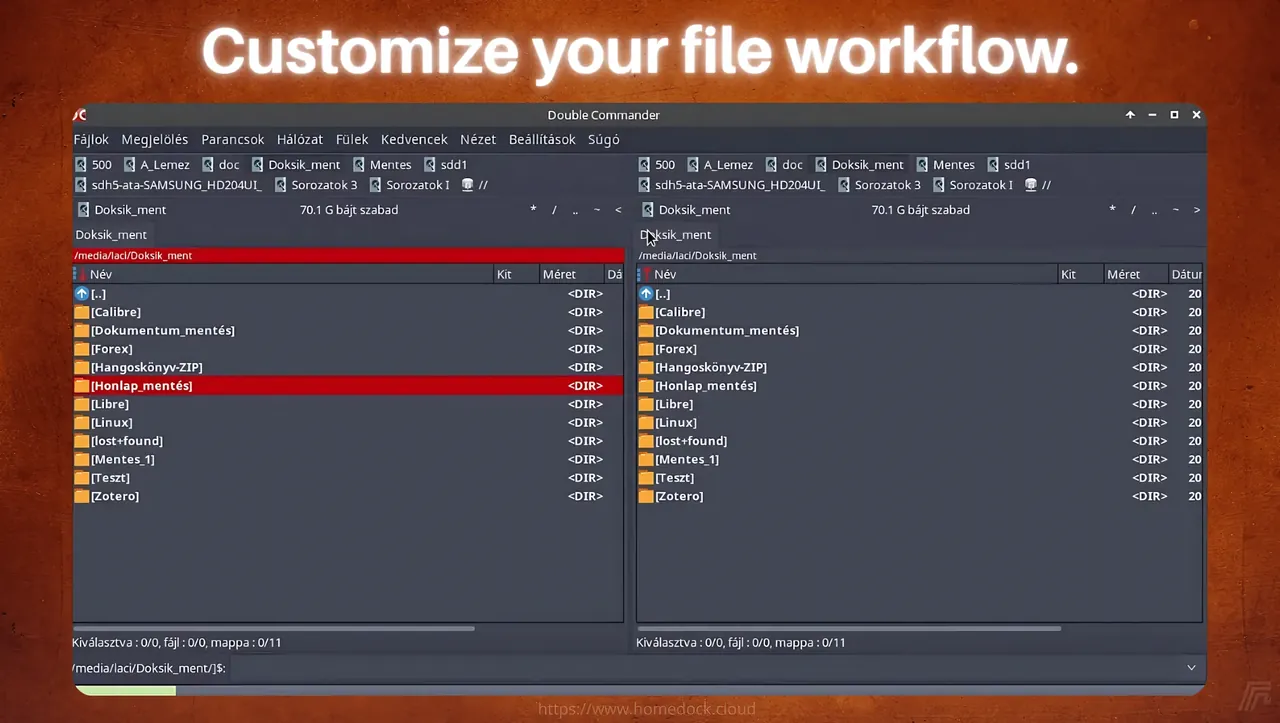 Customize your file workflow.
Double Commander
Fájlok Megjelölés Parancsok Hálózat Fülek Kedvencek Nézet Beállítások Súgó
500 A_Lemez doc Doksik_ment Mentes sdd1
sdh5-ata-SAMSUNG_HD204UI_ Sorozatok 3 Sorozatok I //
Doksik_ment 70.1 G bájt szabad * / .. ~ <
Doksik_ment
/media/laci/Doksik_ment
Név Kit Méret Dá
[..] <DIR>
[Calibre] <DIR>
[Dokumentum_mentés] <DIR>
[Forex] <DIR>
[Hangoskönyv-ZIP] <DIR>
[Honlap_mentés] <DIR>
[Libre] <DIR>
[Linux] <DIR>
[lost+found] <DIR>
[Mentes_1] <DIR>
[Teszt] <DIR>
[Zotero] <DIR>
Kiválasztva : 0/0, fájl : 0/0, mappa : 0/11
500 A_Lemez doc Doksik_ment Mentes sdd1
sdh5-ata-SAMSUNG_HD204UI_ Sorozatok 3 Sorozatok I //
Doksik_ment 70.1 G bájt szabad * / .. ~ >
Doksik_ment
/media/laci/Doksik_ment
Név Kit Méret Dátur
[..] <DIR> 20
[Calibre] <DIR> 20
[Dokumentum_mentés] <DIR> 20
[Forex] <DIR> 20
[Hangoskönyv-ZIP] <DIR> 20
[Honlap_mentés] <DIR> 20
[Libre] <DIR> 20
[Linux] <DIR> 20
[lost+found] <DIR> 20
[Mentes_1] <DIR> 20
[Teszt] <DIR> 20
[Zotero] <DIR> 20
Kiválasztva : 0/0, fájl : 0/0, mappa : 0/11
/media/laci/Doksik_ment/]$:
https://www.homedock.cloud